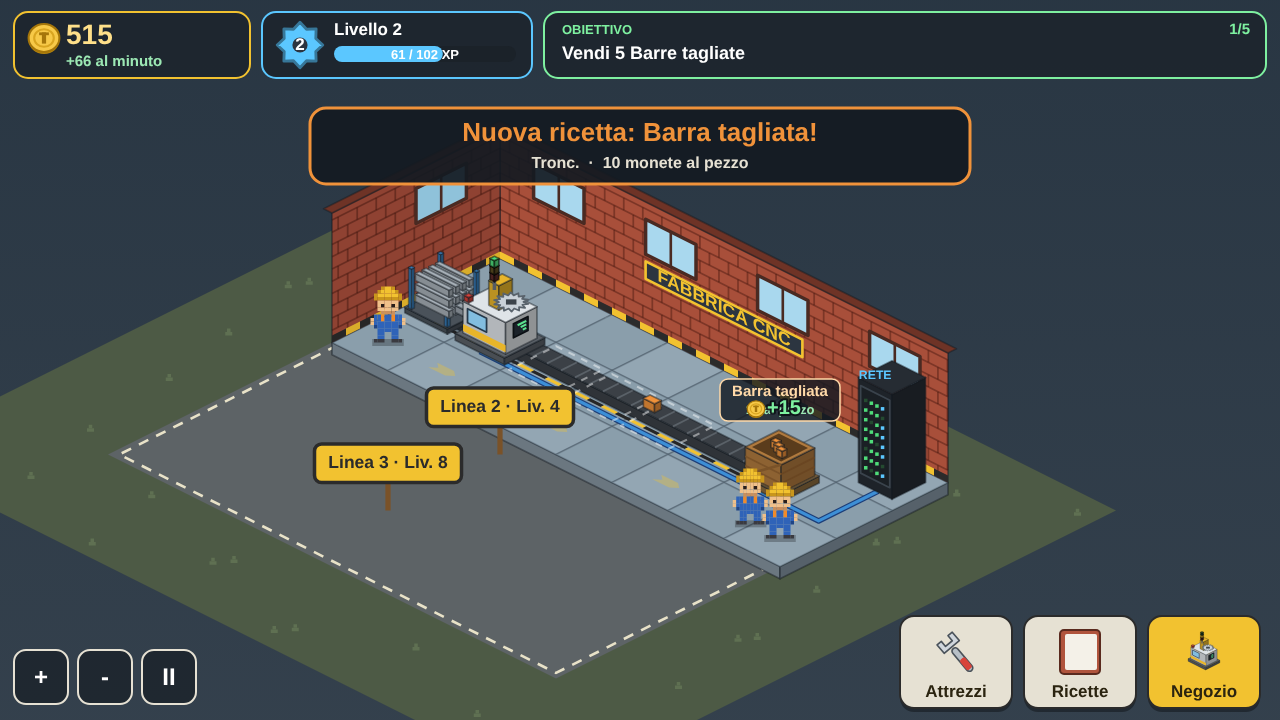 515
+66 al minuto
2
Livello 2
61 / 102 XP
OBIETTIVO
1/5
Vendi 5 Barre tagliate
Nuova ricetta: Barra tagliata!
Tronc. · 10 monete al pezzo
FABBRICA CNC
RETE
Barra tagliata
+15
Linea 2 · Liv. 4
Linea 3 · Liv. 8
+
-
II
Attrezzi
Ricette
Negozio